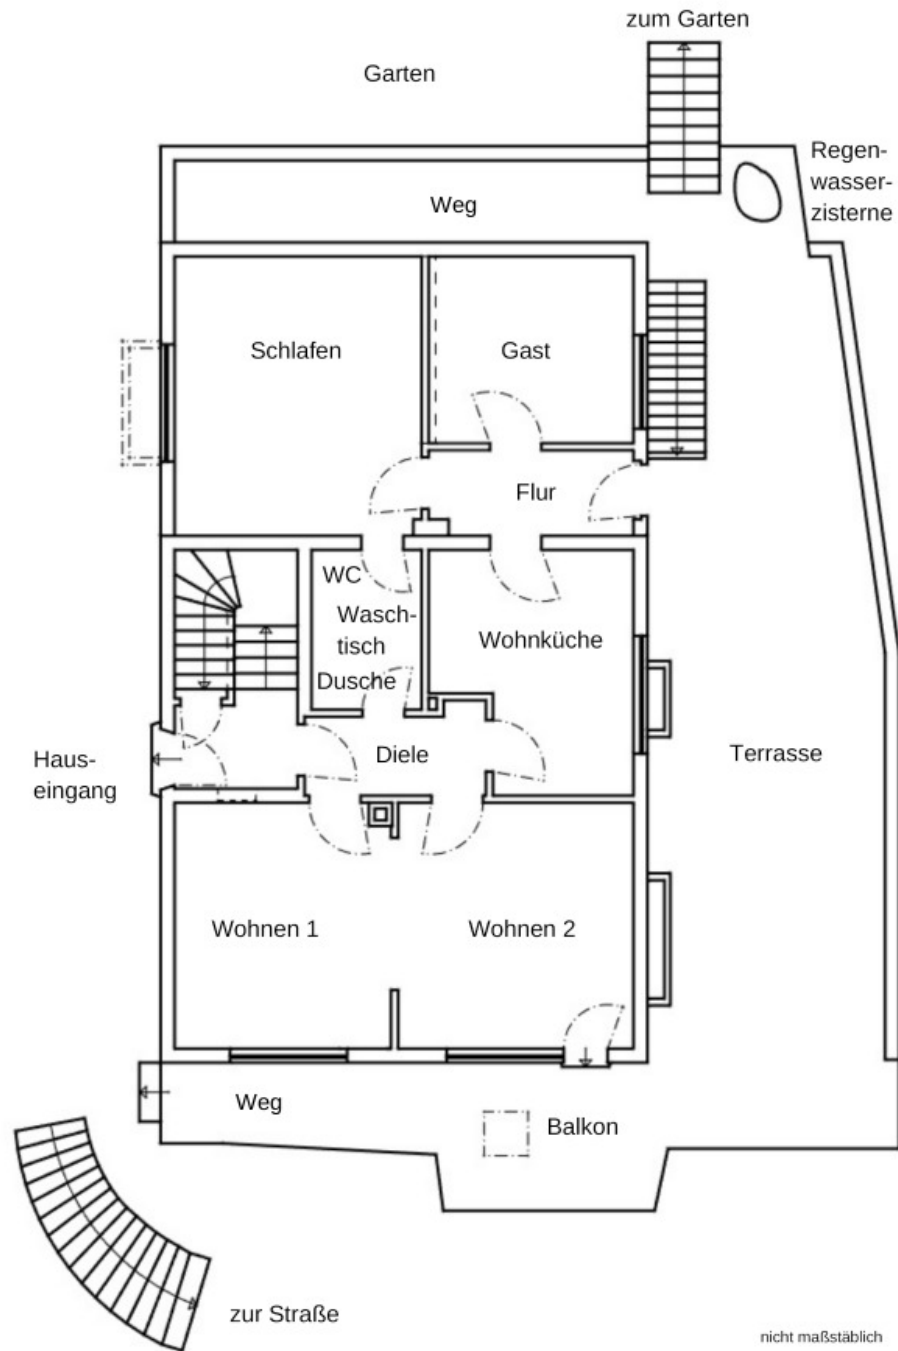 zum Garten
Garten
Regen-
wasser-
zisterne
Weg
Schlafen
Gast
Flur
WC
Wasch-
tisch
Dusche
Wohnküche
Haus-
eingang
Diele
Terrasse
Wohnen 1
Wohnen 2
Weg
Balkon
zur Straße
nicht maßstäblich